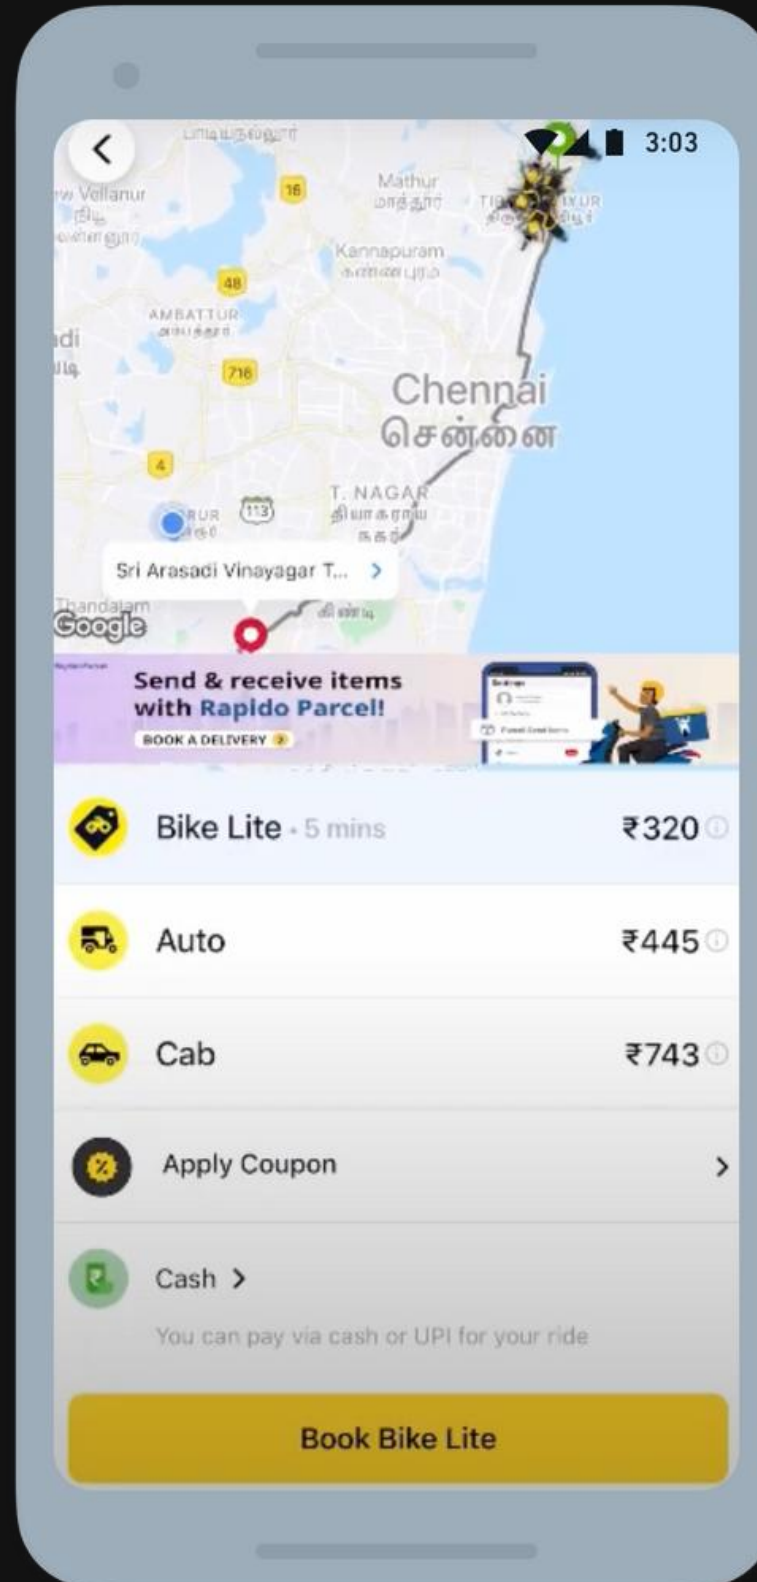 3:03
பாடியநல்லூர்
16
Mathur
மாத்தூர்
Vellanur
Kannapuram
கண்ணபுரம்
48
AMBATTUR
அம்பத்தூர்
716
Chennai
சென்னை
4
113
T. NAGAR
தியாகராய
நகர்
Sri Arasadi Vinayagar T...
Thandalam
கிண்டி
Google
Send & receive items
with Rapido Parcel!
BOOK A DELIVERY
Bike Lite • 5 mins ₹320
Auto ₹445
Cab ₹743
Apply Coupon
Cash
You can pay via cash or UPI for your ride
Book Bike Lite